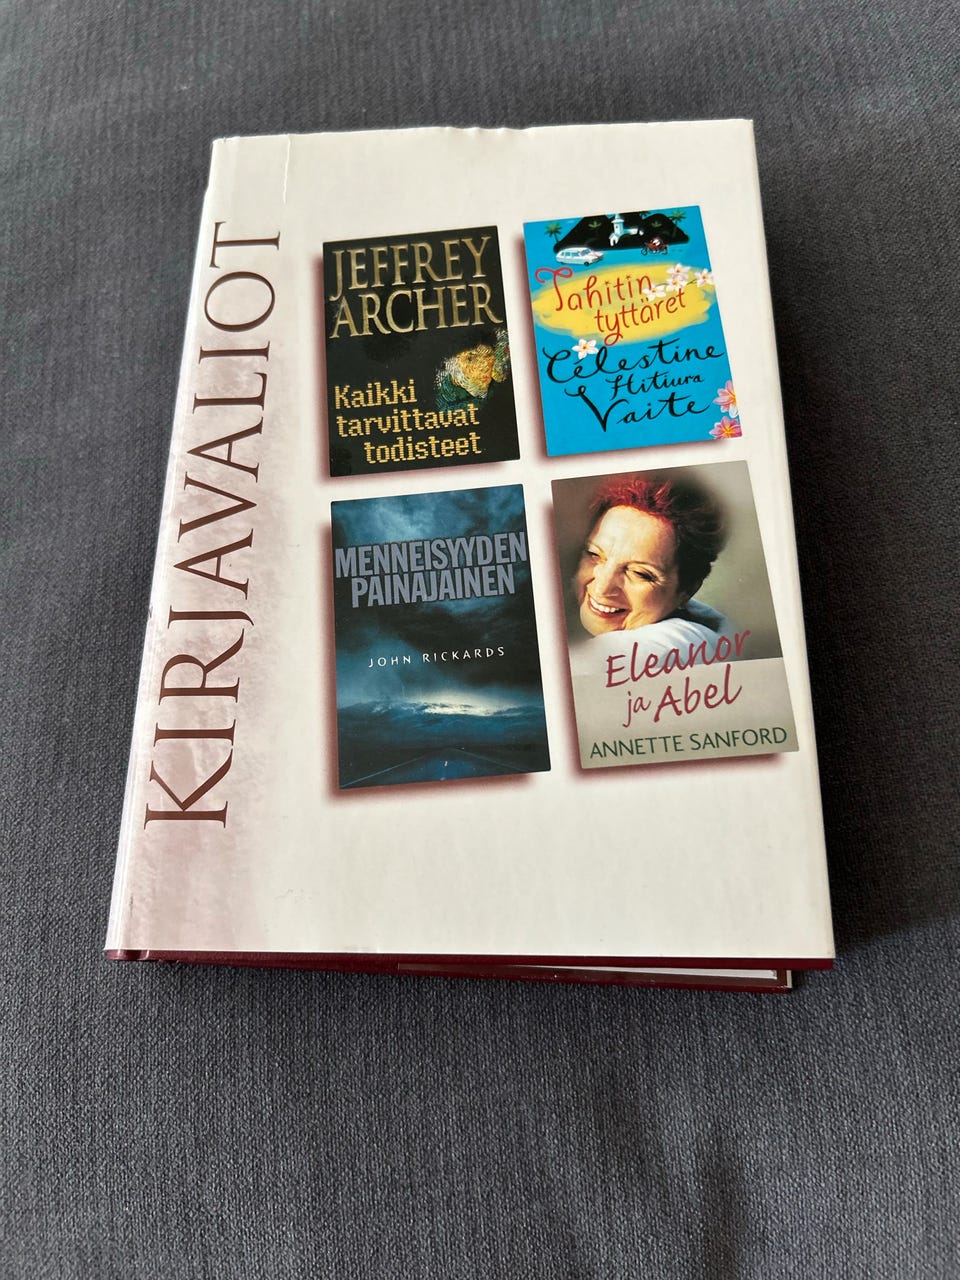 KIRJAVALIOT
JEFFREY
ARCHER
Kaikki
tarvittavat
todisteet
Tahitin
tyttäret
Célestine
Hitiura
Vaite
MENNEISYYDEN
PAINAJAINEN
JOHN RICKARDS
Eleanor
ja Abel
ANNETTE SANFORD